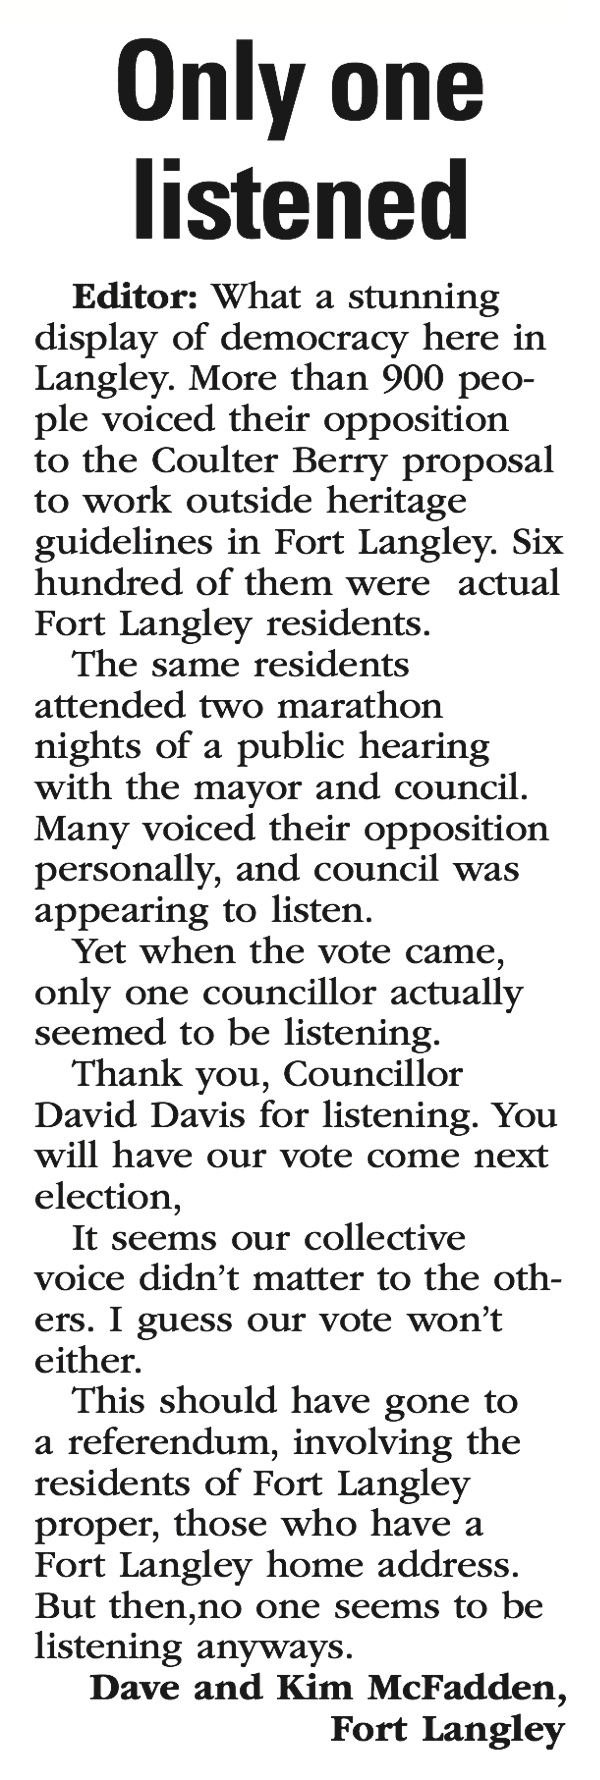 Only one
listened
Editor: What a stunning
display of democracy here in
Langley. More than 900 peo-
ple voiced their opposition
to the Coulter Berry proposal
to work outside heritage
guidelines in Fort Langley. Six
hundred of them were  actual
Fort Langley residents.
The same residents
attended two marathon
nights of a public hearing
with the mayor and council.
Many voiced their opposition
personally, and council was
appearing to listen.
Yet when the vote came,
only one councillor actually
seemed to be listening.
Thank you, Councillor
David Davis for listening. You
will have our vote come next
election,
It seems our collective
voice didn’t matter to the oth-
ers. I guess our vote won’t
either.
This should have gone to
a referendum, involving the
residents of Fort Langley
proper, those who have a
Fort Langley home address.
But then,no one seems to be
listening anyways.
Dave and Kim McFadden,
Fort Langley